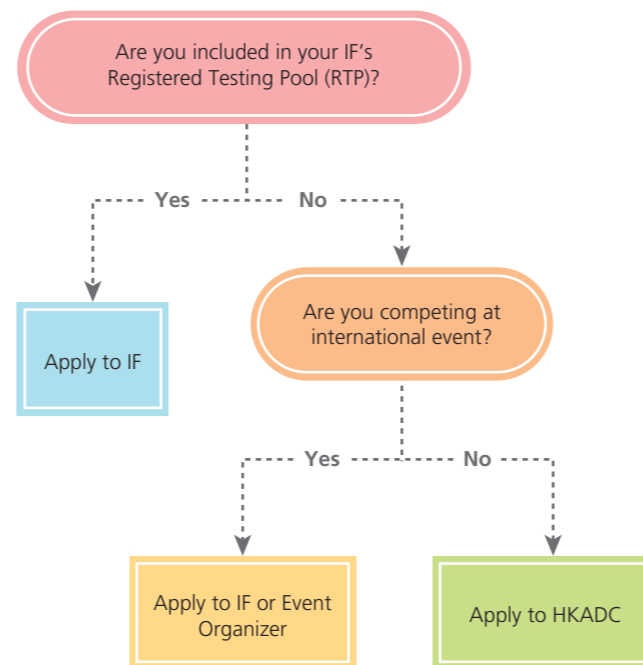 Are you included in your IF’s
Registered Testing Pool (RTP)?
Yes
No
Apply to IF
Are you competing at
international event?
Yes
No
Apply to IF or Event
Organizer
Apply to HKADC